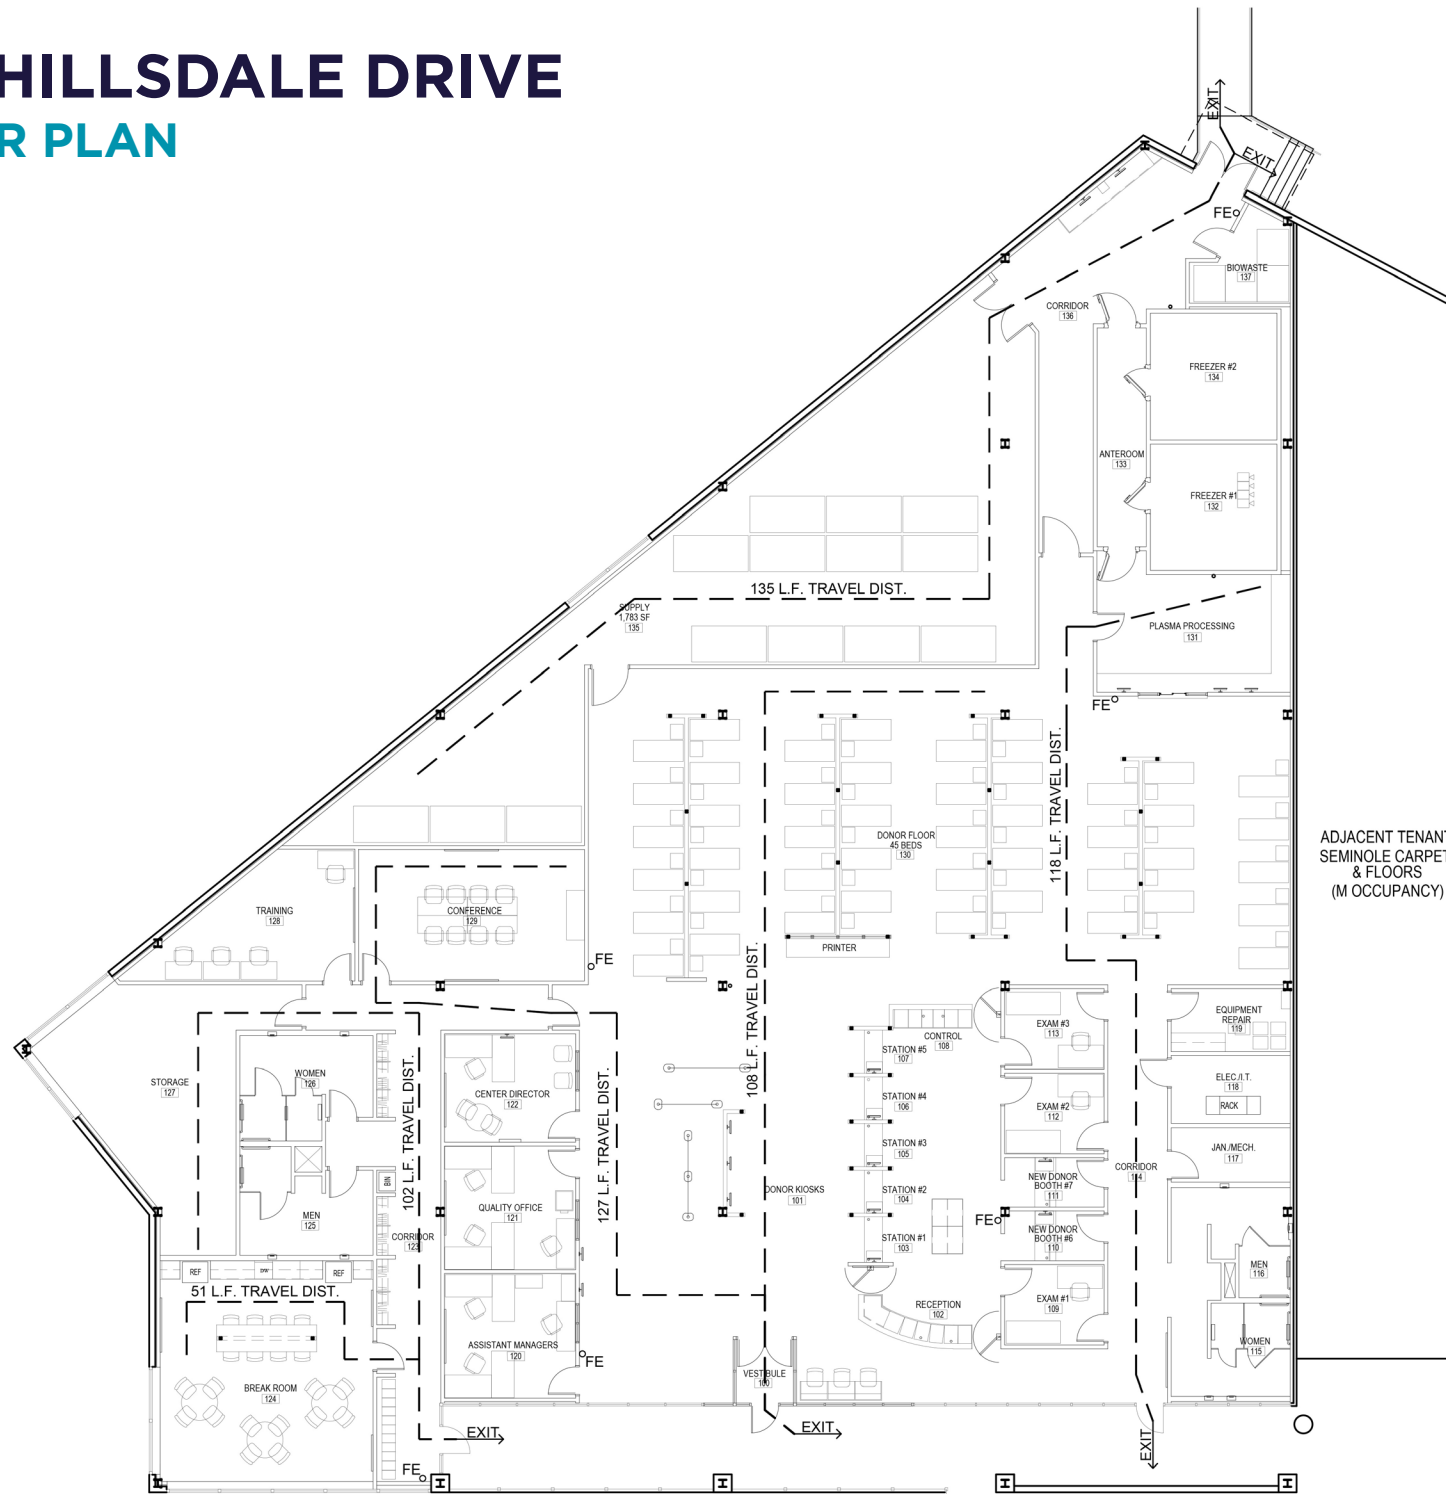 HILLSDALE DRIVE
R PLAN
EXIT
EXIT
FE
BIOWASTE
137
CORRIDOR
136
FREEZER #2
134
ANTEROOM
133
FREEZER #1
132
135 L.F. TRAVEL DIST.
SUPPLY
1,783 SF
135
PLASMA PROCESSING
131
FE
118 L.F. TRAVEL DIST.
DONOR FLOOR
45 BEDS
130
ADJACENT TENANT
SEMINOLE CARPET
& FLOORS
(M OCCUPANCY)
TRAINING
128
CONFERENCE
129
PRINTER
FE
108 L.F. TRAVEL DIST.
EQUIPMENT
REPAIR
119
EXAM #3
113
CONTROL
108
STATION #5
107
WOMEN
126
STORAGE
127
102 L.F. TRAVEL DIST.
CENTER DIRECTOR
122
127 L.F. TRAVEL DIST.
STATION #4
106
EXAM #2
112
ELEC./I.T.
118
RACK
STATION #3
105
JAN./MECH.
117
CORRIDOR
114
BIN
NEW DONOR
BOOTH #7
111
DONOR KIOSKS
101
STATION #2
104
MEN
125
QUALITY OFFICE
121
FE
NEW DONOR
BOOTH #6
110
CORRIDOR
123
STATION #1
103
MEN
116
REF
DW
REF
51 L.F. TRAVEL DIST.
RECEPTION
102
EXAM #1
109
ASSISTANT MANAGERS
120
FE
WOMEN
115
VESTIBULE
100
BREAK ROOM
124
EXIT
EXIT
EXIT
FE